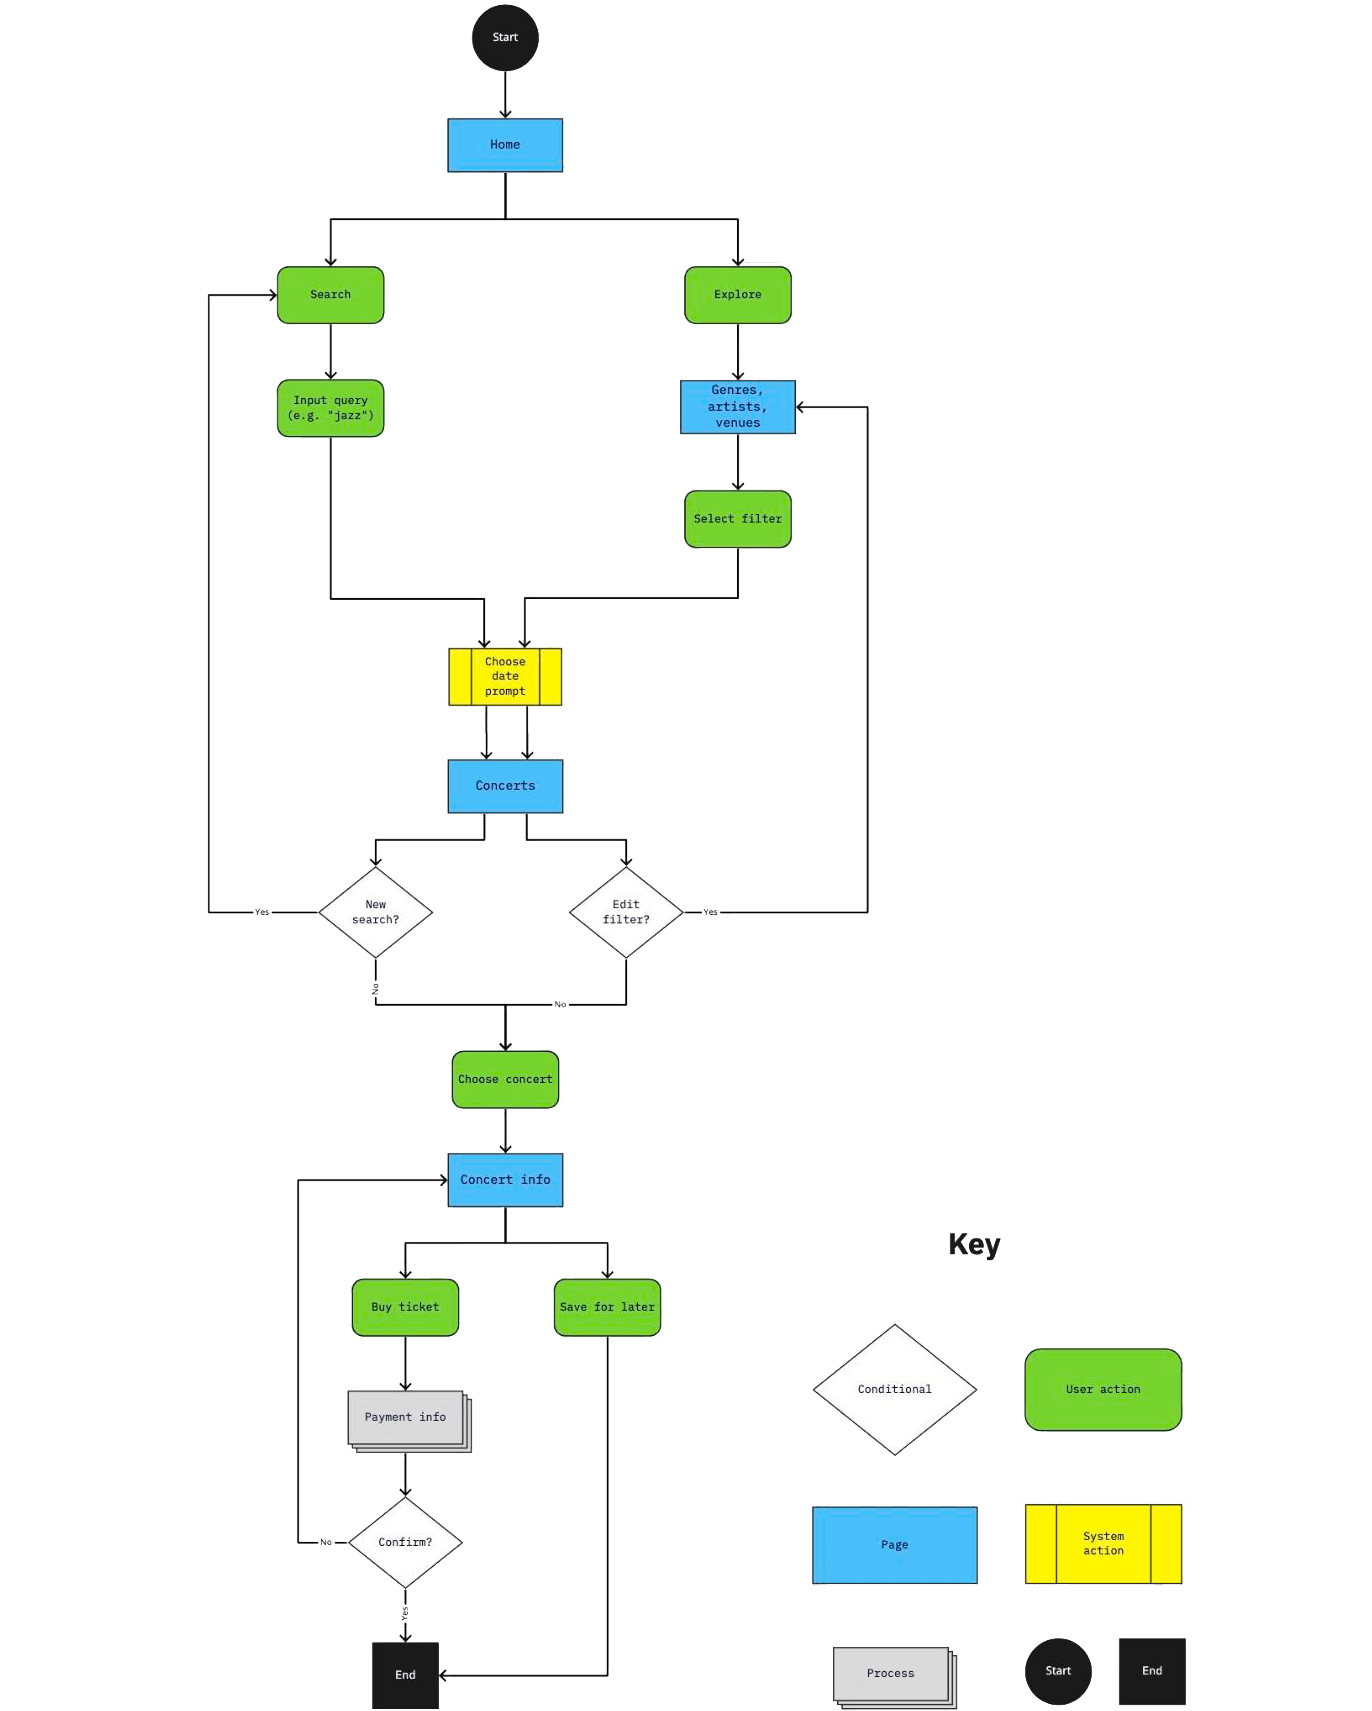 Start
Home
Search
Explore
Input query
(e.g. "jazz")
Genres,
artists,
venues
Select filter
Choose
date
prompt
Concerts
New
search?
Edit
filter?
Yes
Yes
No
No
Choose concert
Concert info
Buy ticket
Save for later
Payment info
Confirm?
No
Yes
End
Key
Conditional
User action
Page
System
action
Process
Start
End